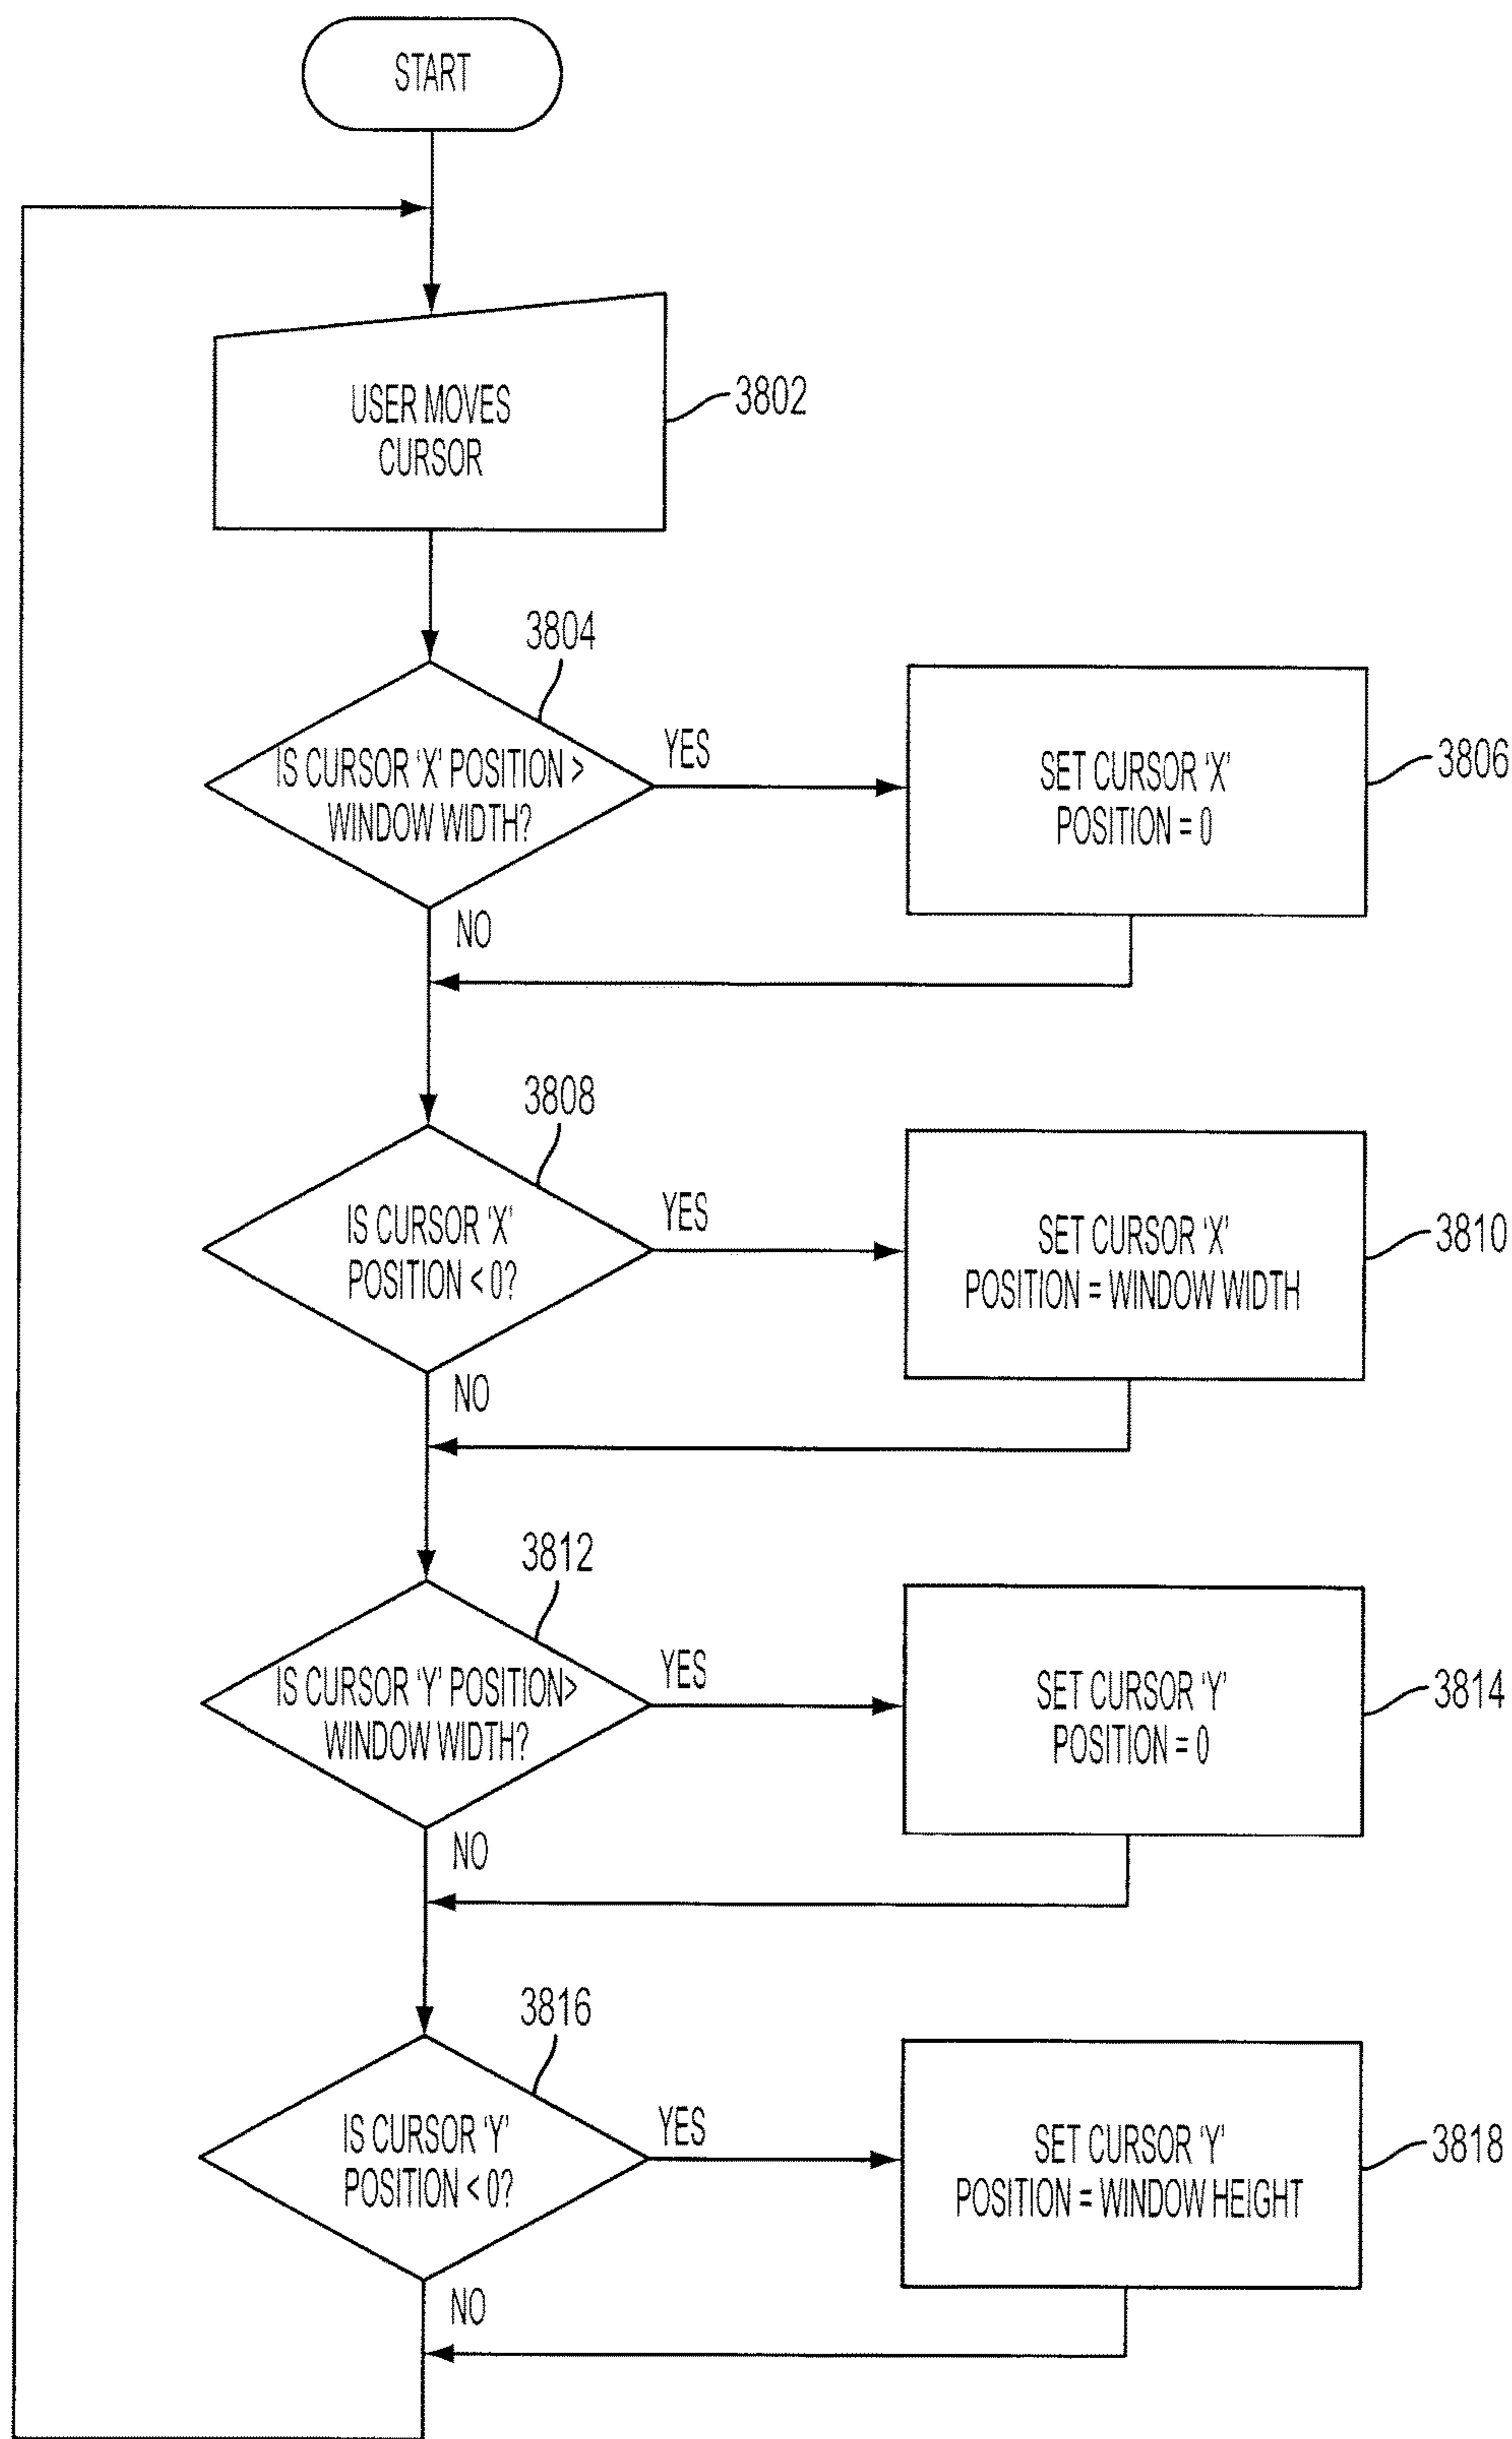 START
USER MOVES
CURSOR
3802
3804
IS CURSOR 'X' POSITION >
WINDOW WIDTH?
YES
SET CURSOR 'X'
POSITION = 0
3806
NO
3808
IS CURSOR 'X'
POSITION < 0?
YES
SET CURSOR 'X'
POSITION = WINDOW WIDTH
3810
NO
3812
IS CURSOR 'Y' POSITION>
WINDOW WIDTH?
YES
SET CURSOR 'Y'
POSITION = 0
3814
NO
3816
IS CURSOR 'Y'
POSITION < 0?
YES
SET CURSOR 'Y'
POSITION = WINDOW HEIGHT
3818
NO